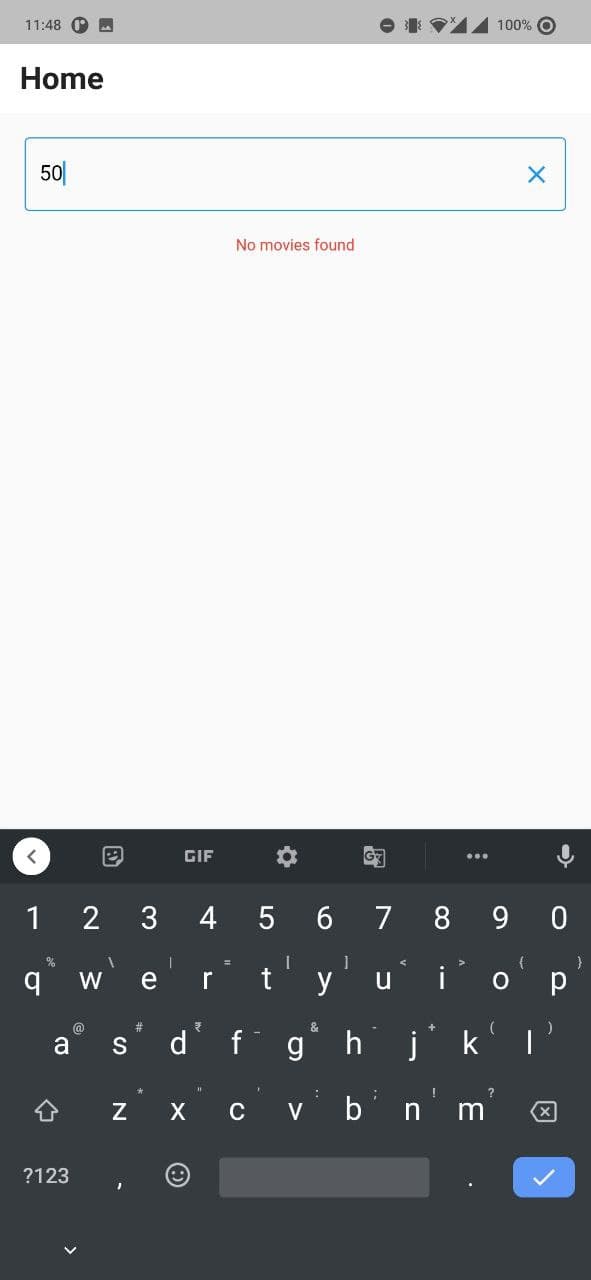 11:48 100%
Home
50
No movies found
GIF
1 2 3 4 5 6 7 8 9 0
% \ | = [ ] < > { }
q w e r t y u i o p
@ # ₹ _ & - + ( )
a s d f g h j k l
* " ' : ; ! ?
z x c v b n m
?123 , .